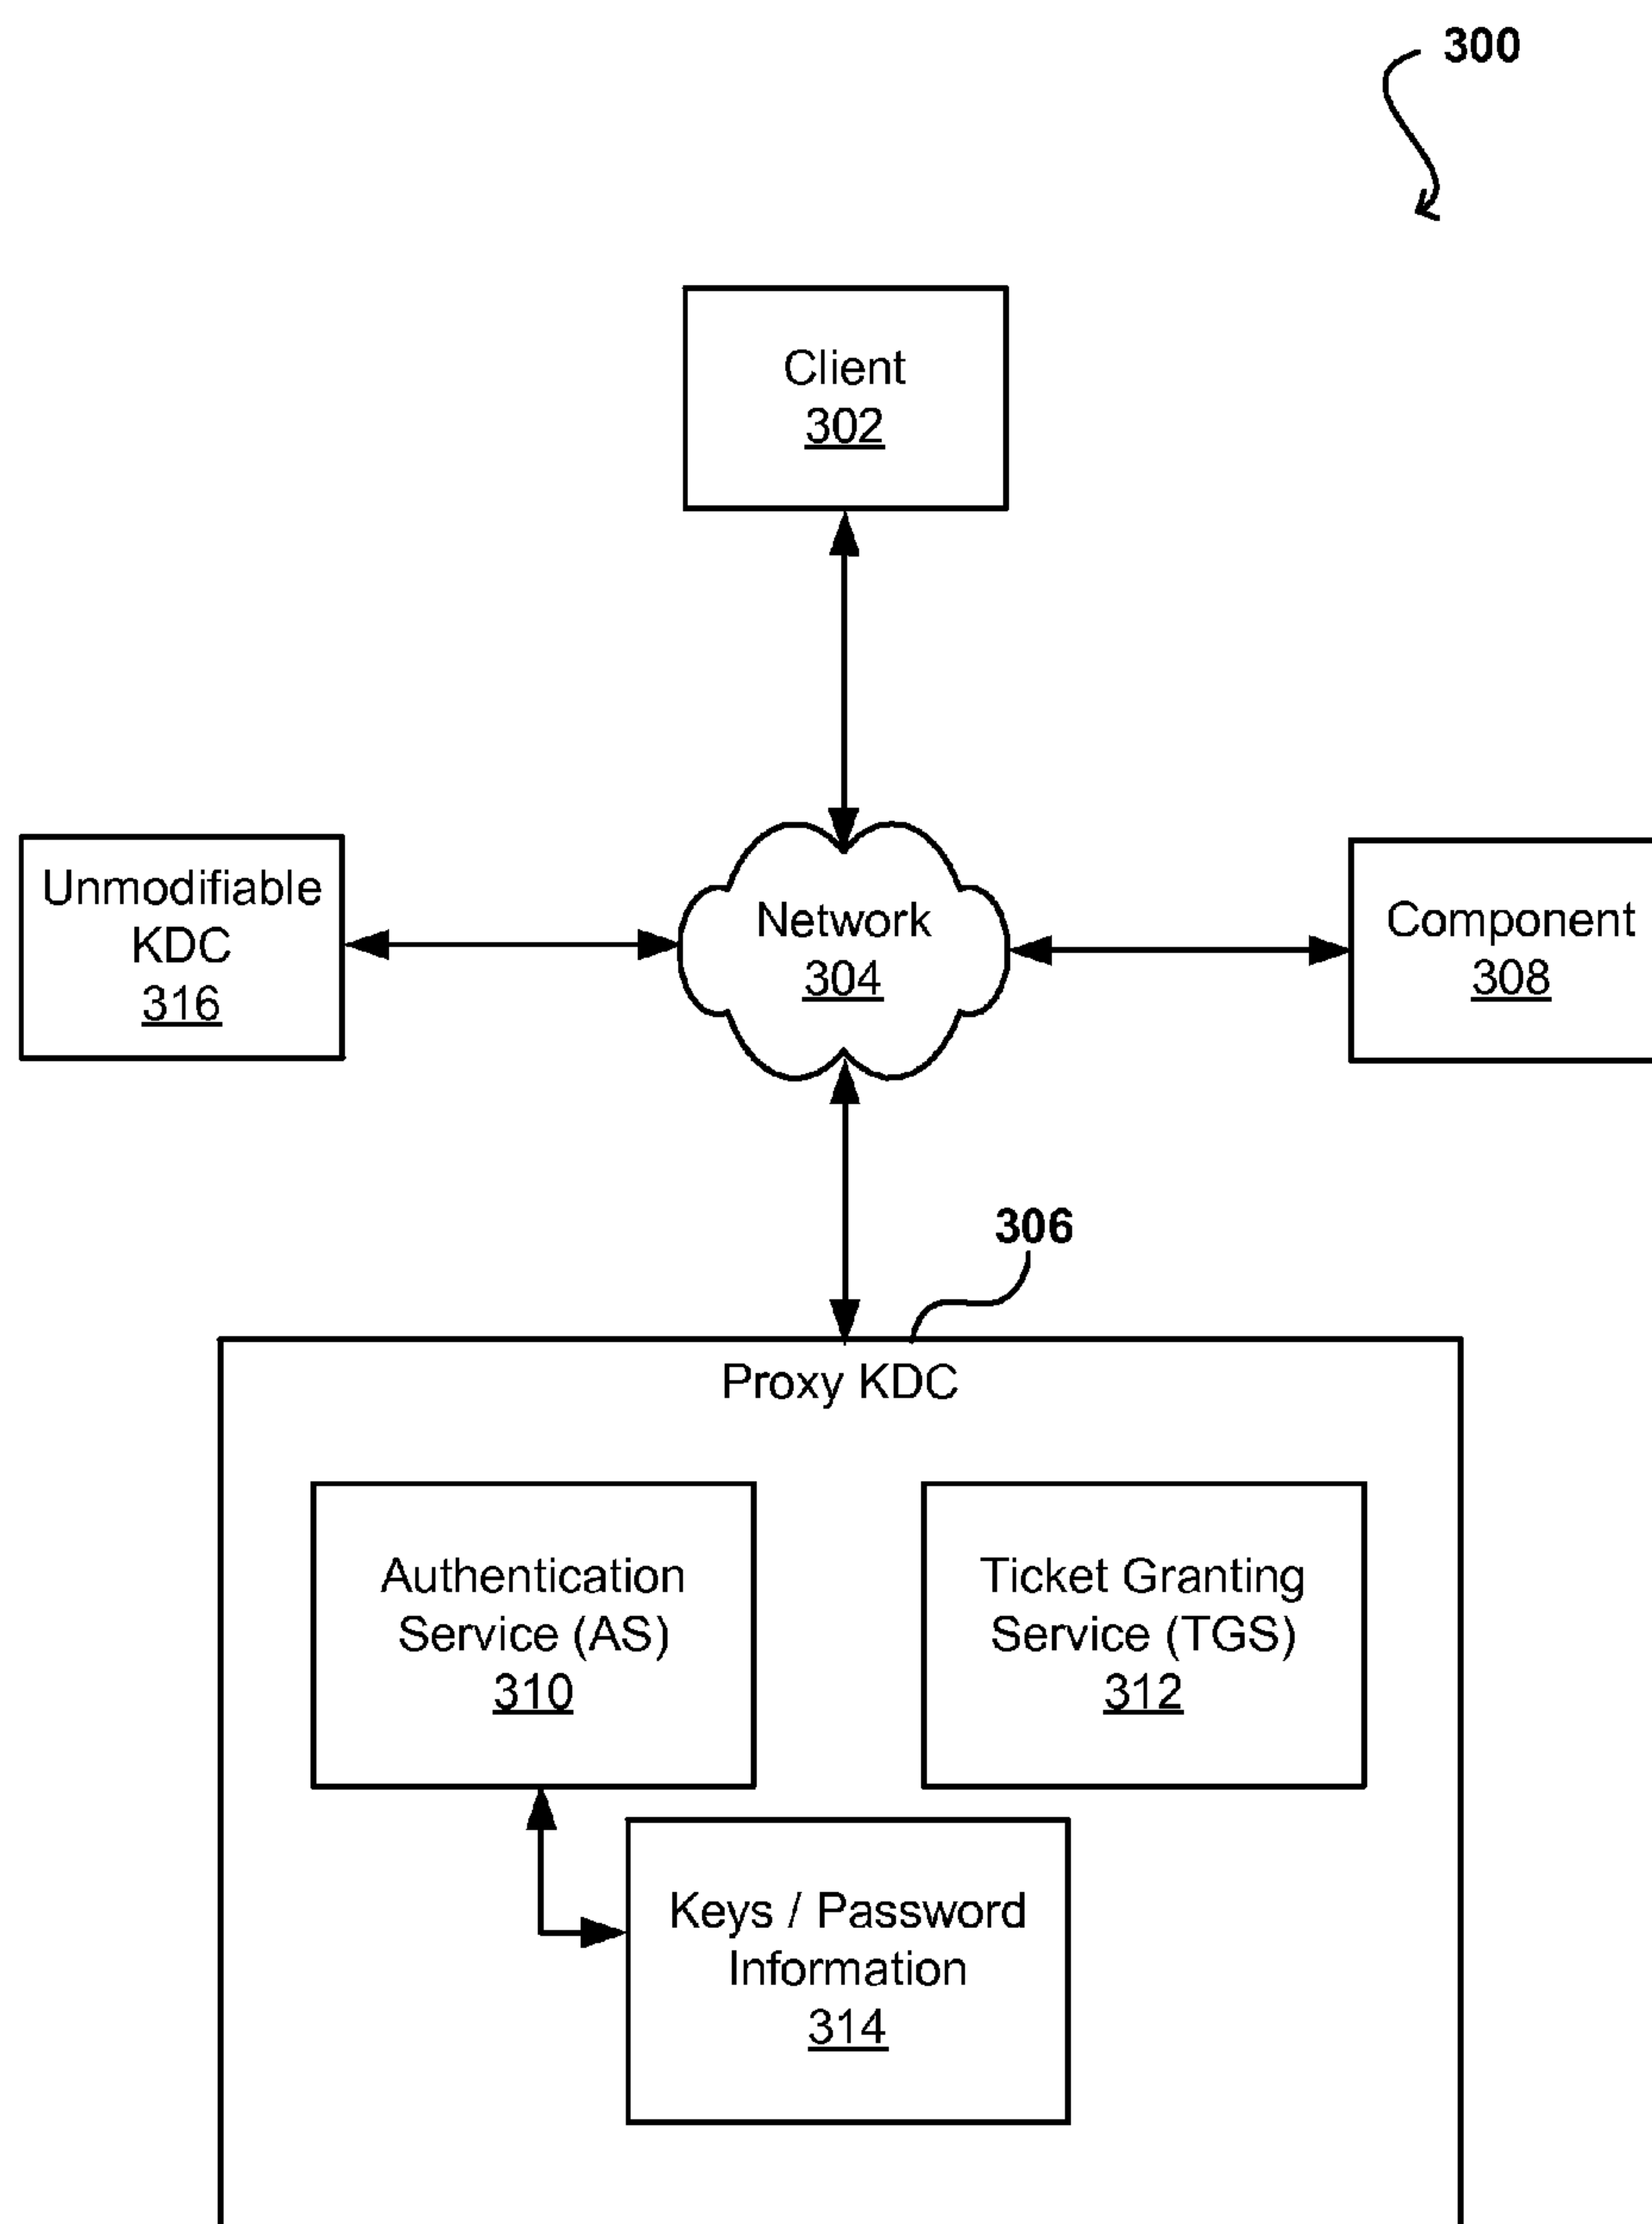 300
Client
302
Unmodifiable
KDC
316
Network
304
Component
308
306
Proxy KDC
Authentication
Service (AS)
310
Ticket Granting
Service (TGS)
312
Keys / Password
Information
314